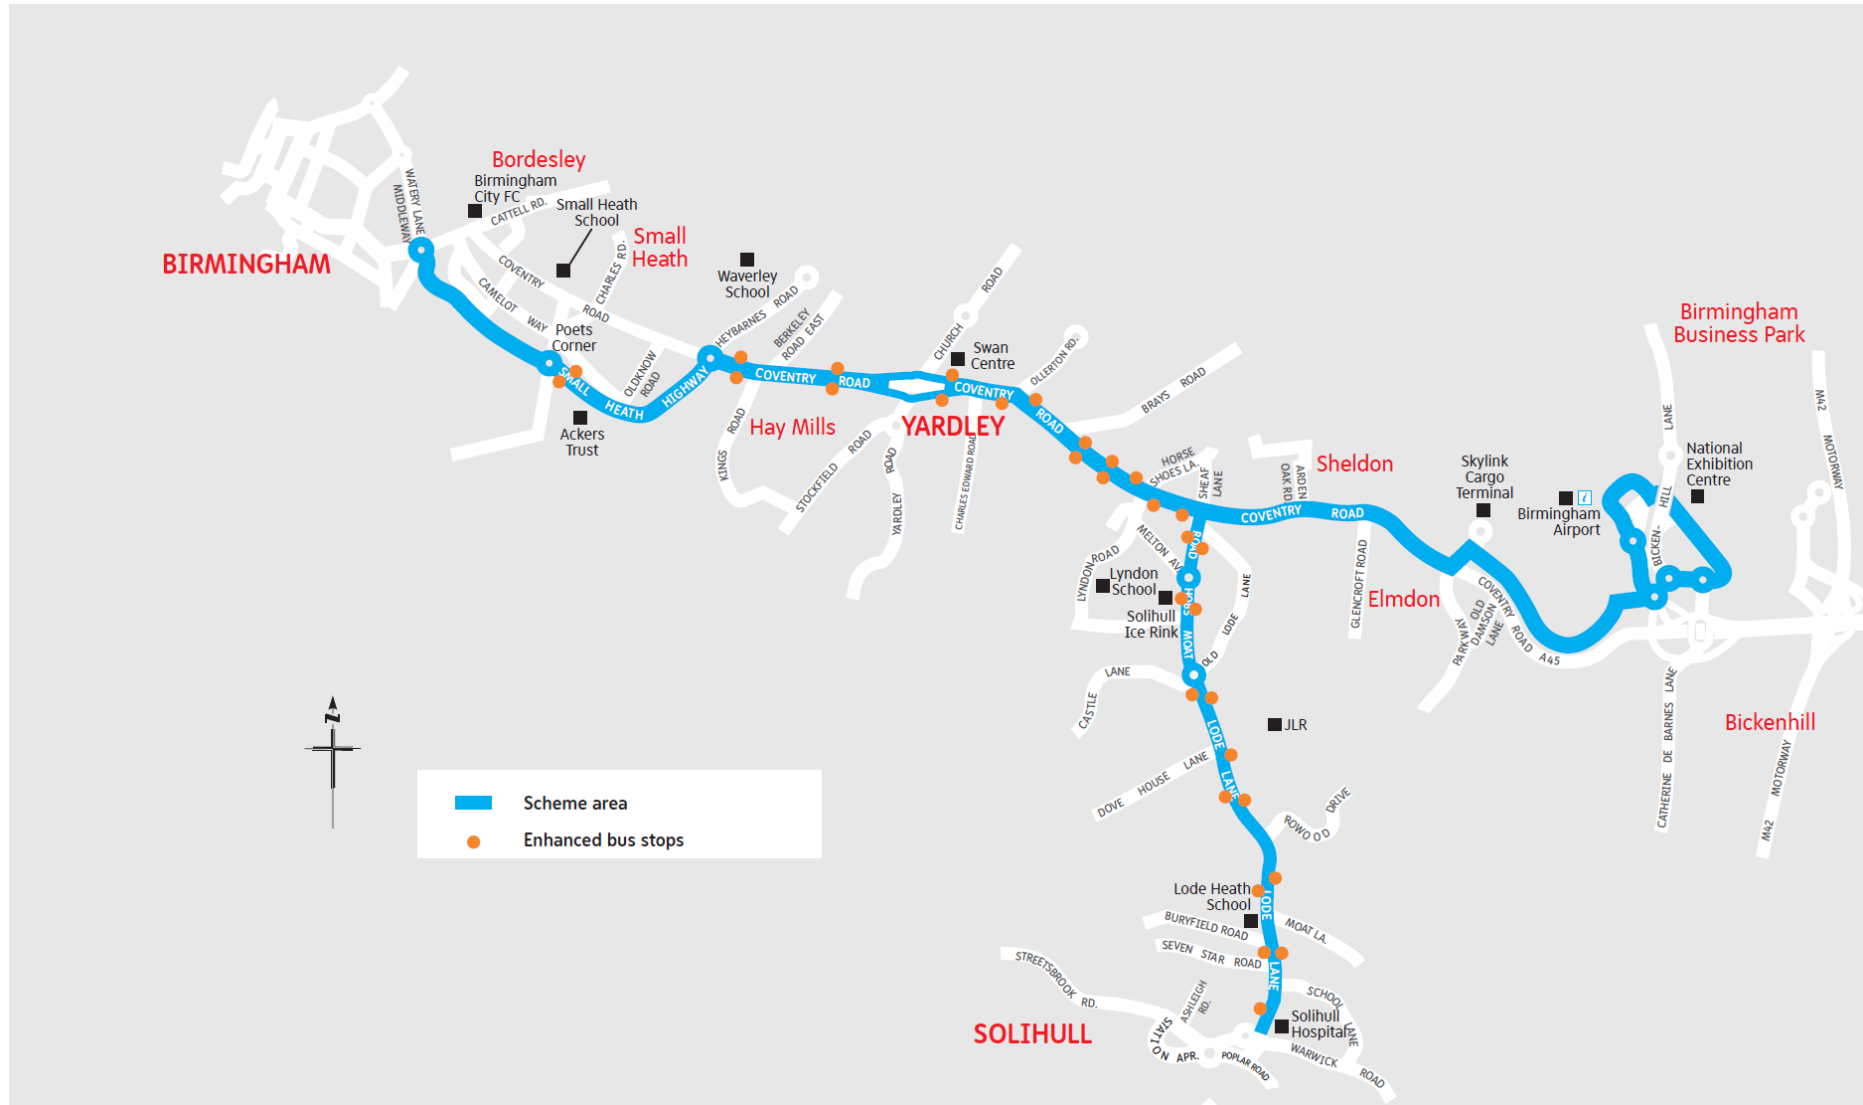 Bordesley
Birmingham
City FC
CATTELL RD.
WATERY LANE
MIDDLEWAY
Small Heath
School
Small
Heath
BIRMINGHAM
CHARLES RD.
COVENTRY
ROAD
CAMELOT WAY
Poets
Corner
SMALL HEATH HIGHWAY
OLDKNOW
ROAD
Ackers
Trust
Waverley
School
HEYBARNES ROAD
BERKELEY
ROAD EAST
COVENTRY ROAD
KINGS ROAD
Hay Mills
STOCKFIELD ROAD
CHURCH ROAD
Swan
Centre
OLLERTON RD.
COVENTRY
ROAD
YARDLEY
YARDLEY ROAD
CHARLES EDWARD ROAD
BRAYS ROAD
HORSE
SHOES LA.
SHEAF
LANE
ARDEN
OAK RD.
Sheldon
COVENTRY ROAD
Skylink
Cargo
Terminal
i
Birmingham
Airport
Birmingham
Business Park
National
Exhibition
Centre
BICKEN-
HILL LANE
M42 MOTORWAY
MELTON AV.
LYNDON ROAD
Lyndon
School
Solihull
Ice Rink
HOBS MOAT ROAD
OLD LODE LANE
GLENCROFT ROAD
Elmdon
PARKWAY
OLD
DAMSON
LANE
COVENTRY ROAD A45
CATHERINE DE BARNES LANE
Bickenhill
M42 MOTORWAY
CASTLE LANE
JLR
LODE LANE
DOVE HOUSE LANE
ROWOOD DRIVE
N
Scheme area
Enhanced bus stops
Lode Heath
School
LODE LANE
BURYFIELD ROAD
MOAT LA.
SEVEN STAR ROAD
STREETSBROOK RD.
ASHLEIGH
RD.
SCHOOL LANE
SOLIHULL
Solihull
Hospital
STATION APR.
POPLAR ROAD
WARWICK ROAD